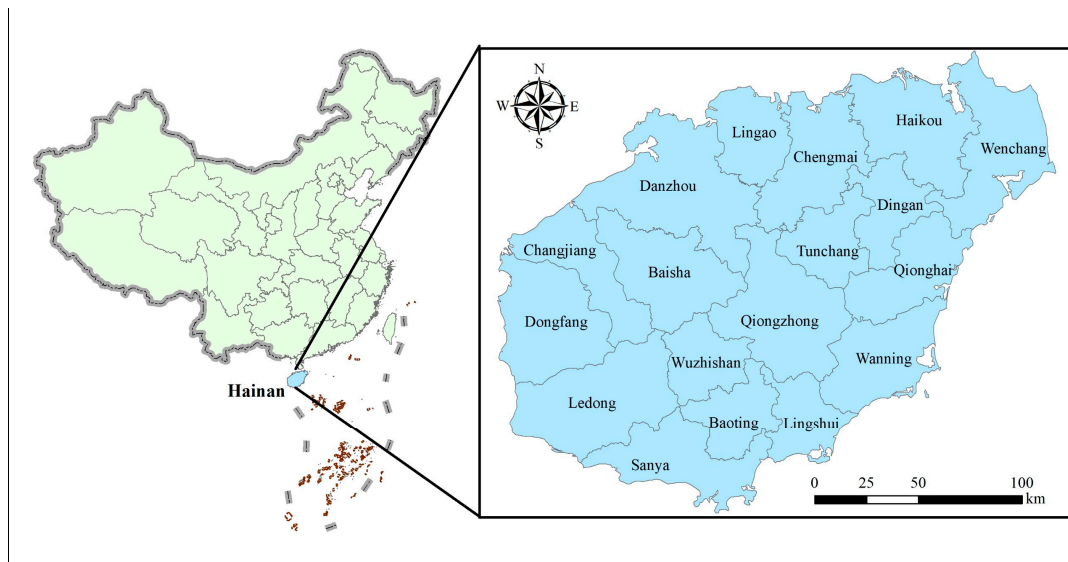 N
W E
S
Lingao
Haikou
Chengmai
Wenchang
Danzhou
Dingan
Changjiang
Tunchang
Baisha
Qionghai
Dongfang
Qiongzhong
Wuzhishan
Wanning
Hainan
Ledong
Baoting
Lingshui
Sanya
0 25 50 100
km